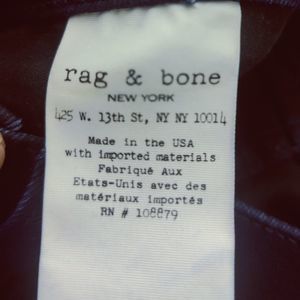 rag & bone
NEW YORK
425 W. 13th St, NY NY 10014
Made in the USA
with imported materials
Fabriqué Aux
Etats-Unis avec des
matériaux importés
RN # 108879